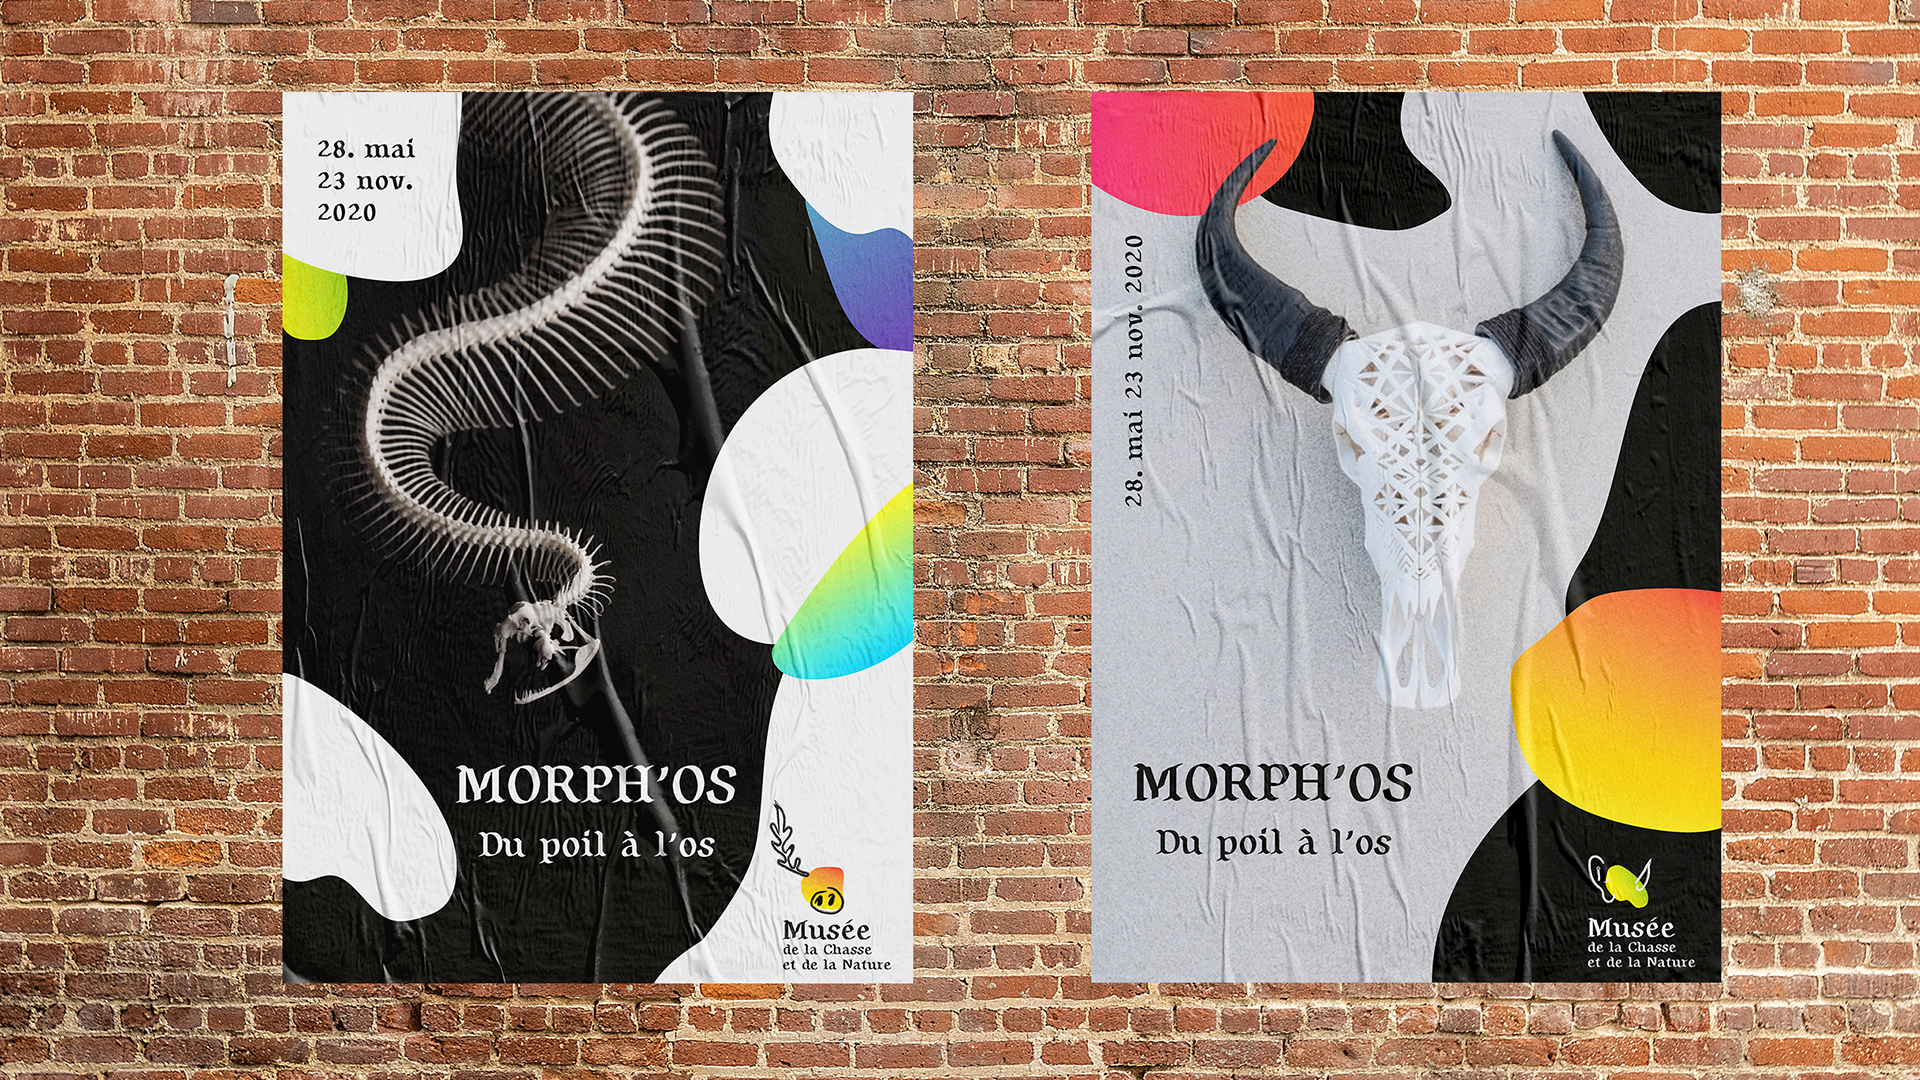 28. mai
23 nov.
2020
MORPH'OS
Du poil à l'os
Musée
de la Chasse
et de la Nature
28. mai 23 nov. 2020
MORPH'OS
Du poil à l'os
Musée
de la Chasse
et de la Nature